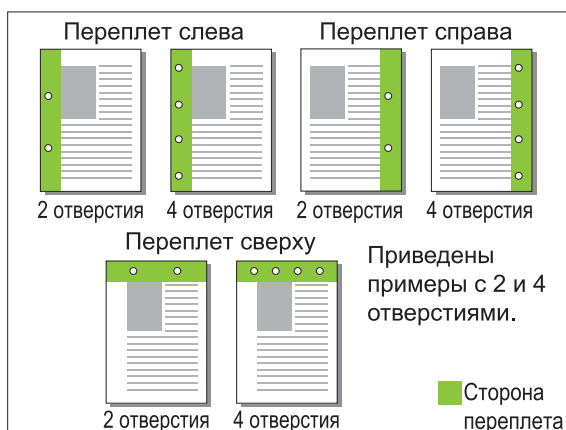 Переплет слева
Переплет справа
2 отверстия
4 отверстия
2 отверстия
4 отверстия
Переплет сверху
2 отверстия
4 отверстия
Приведены
примеры с 2 и 4
отверстиями.
Сторона
переплета